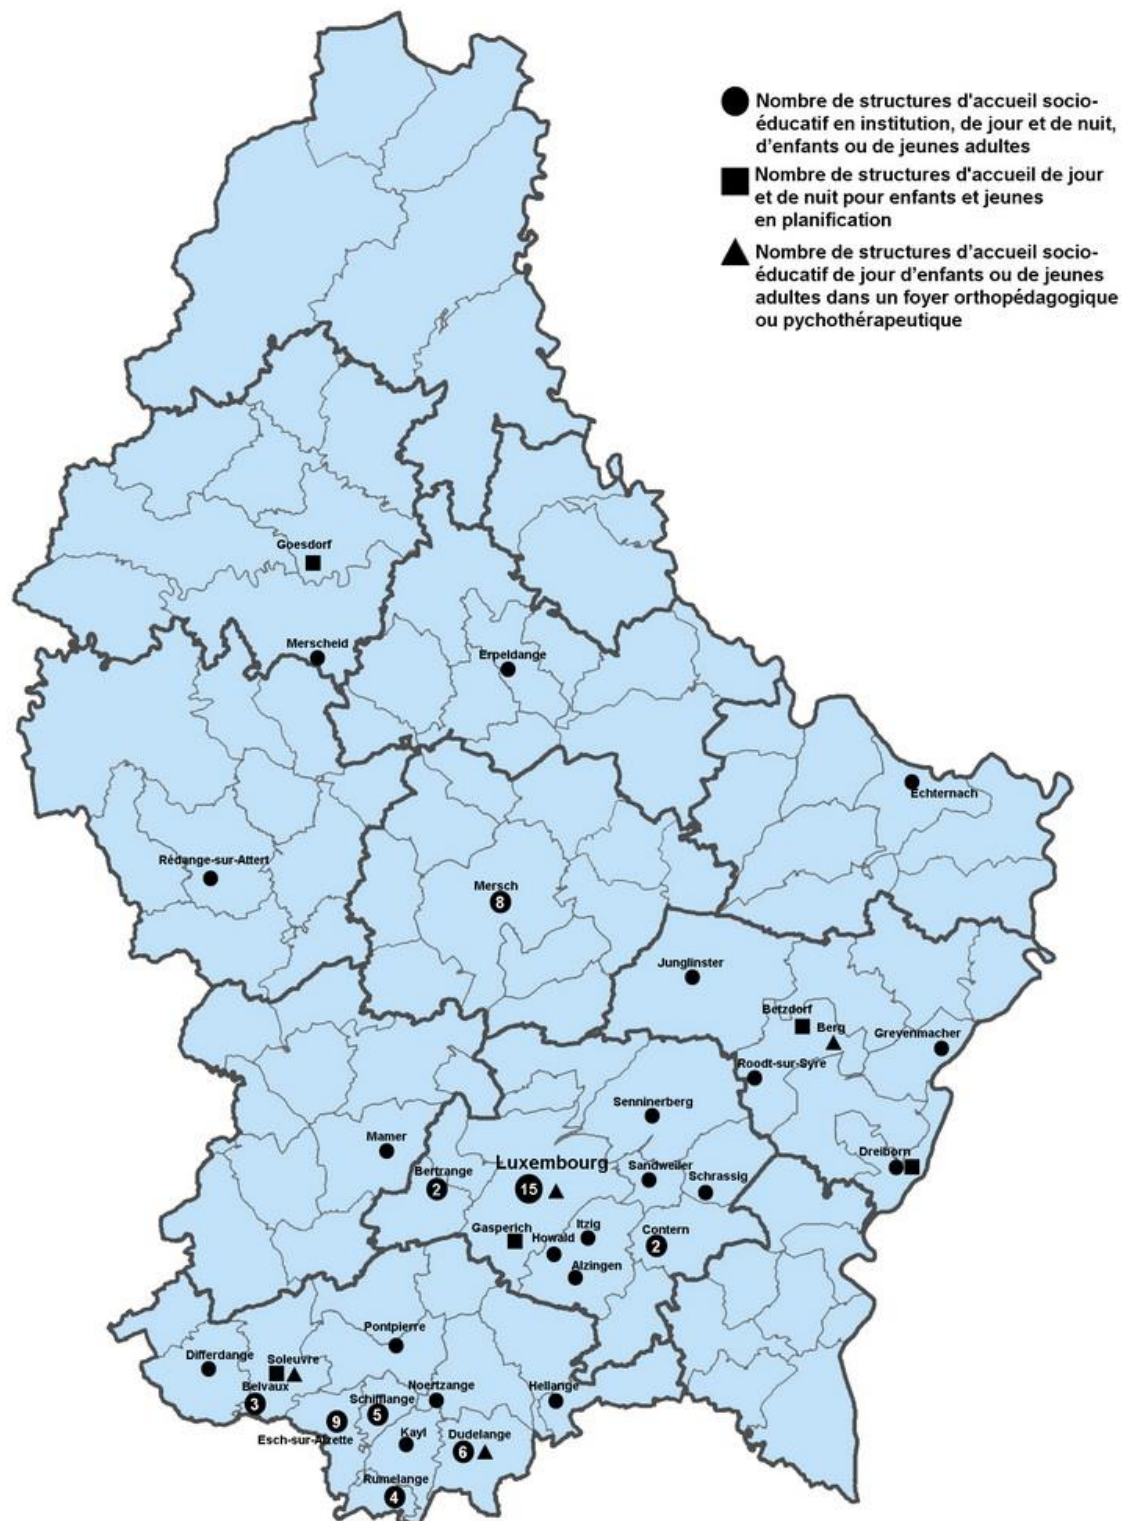 Nombre de structures d'accueil socio-
éducatif en institution, de jour et de nuit,
d'enfants ou de jeunes adultes
Nombre de structures d'accueil de jour
et de nuit pour enfants et jeunes
en planification
Nombre de structures d'accueil socio-
éducatif de jour d'enfants ou de jeunes
adultes dans un foyer orthopédagogique
ou pychothérapeutique
Goesdorf
Merscheid
Erpeldange
Echternach
Rédange-sur-Attert
Mersch
8
Junglinster
Betzdorf
Berg
Grevenmacher
Roodt-sur-Syre
Senninerberg
Mamer
Dreiborn
Bertrange
2
Luxembourg
15
Sandweiler
Schrassig
Gasperich
Itzig
Howald
Contern
2
Alzingen
Pontpierre
Differdange
Soleuvre
Belvaux
3
Noertzange
Hellange
Schifflange
5
9
Esch-sur-Alzette
Kayl
Dudelange
6
Rumelange
4